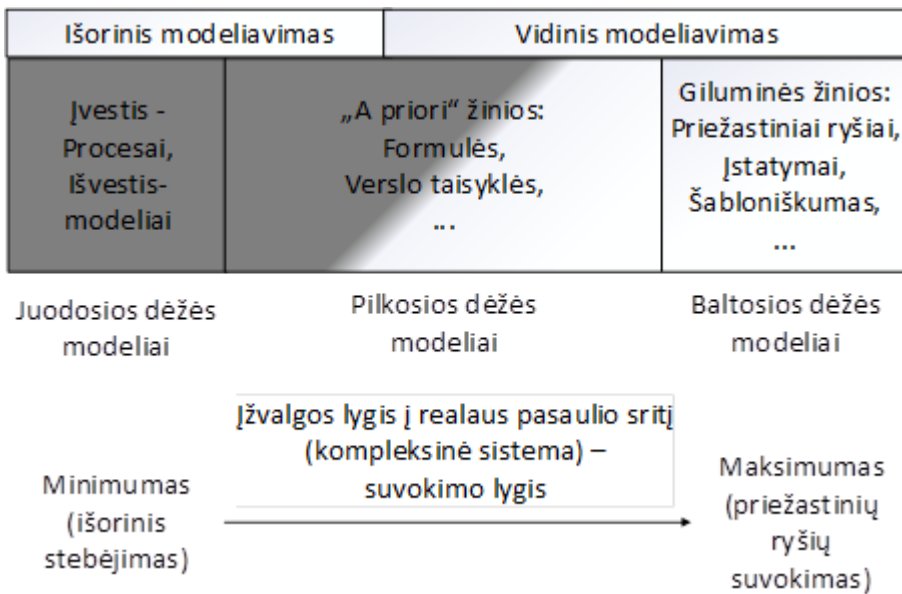 Išorinis modeliavimas
Vidinis modeliavimas
Įvestis -
Procesai,
Išvestis-
modeliai
„A priori“ žinios:
Formulės,
Verslo taisyklės,
...
Giluminės žinios:
Priežastiniai ryšiai,
Įstatymai,
Šabloniškumas,
...
Juodosios dėžės
modeliai
Pilkosios dėžės
modeliai
Baltosios dėžės
modeliai
Įžvalgos lygis į realaus pasaulio sritį
(kompleksinė sistema) –
suvokimo lygis
Minimumas
(išorinis
stebėjimas)
Maksimumas
(priežastinių
ryšių
suvokimas)